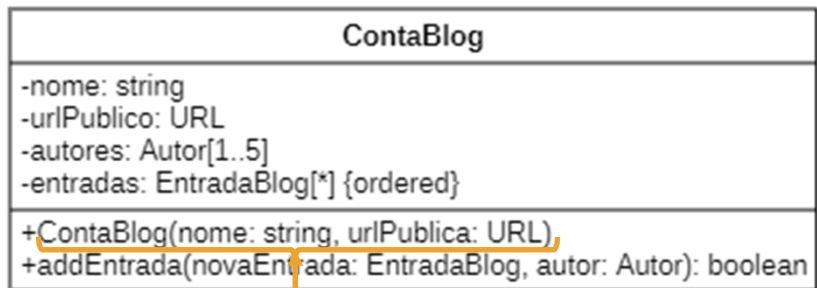 ContaBlog
-nome: string
-urlPublico: URL
-autores: Autor[1..5]
-entradas: EntradaBlog[*] {ordered}
+ContaBlog(nome: string, urlPublica: URL)
+addEntrada(novaEntrada: EntradaBlog, autor: Autor): boolean